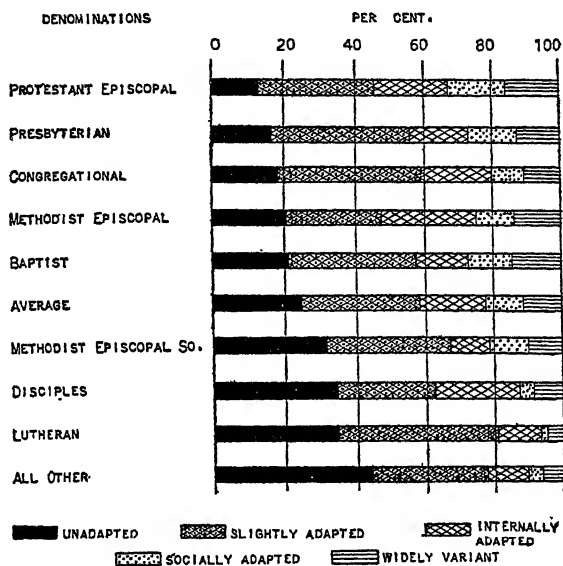 DENOMINATIONS PER CENT.
0 20 40 60 80 100
PROTESTANT EPISCOPAL
PRESBYTERIAN
CONGREGATIONAL
METHODIST EPISCOPAL
BAPTIST
AVERAGE
METHODIST EPISCOPAL SO.
DISCIPLES
LUTHERAN
ALL OTHER
UNADAPTED SLIGHTLY ADAPTED INTERNALLY
ADAPTED
SOCIALLY ADAPTED WIDELY VARIANT